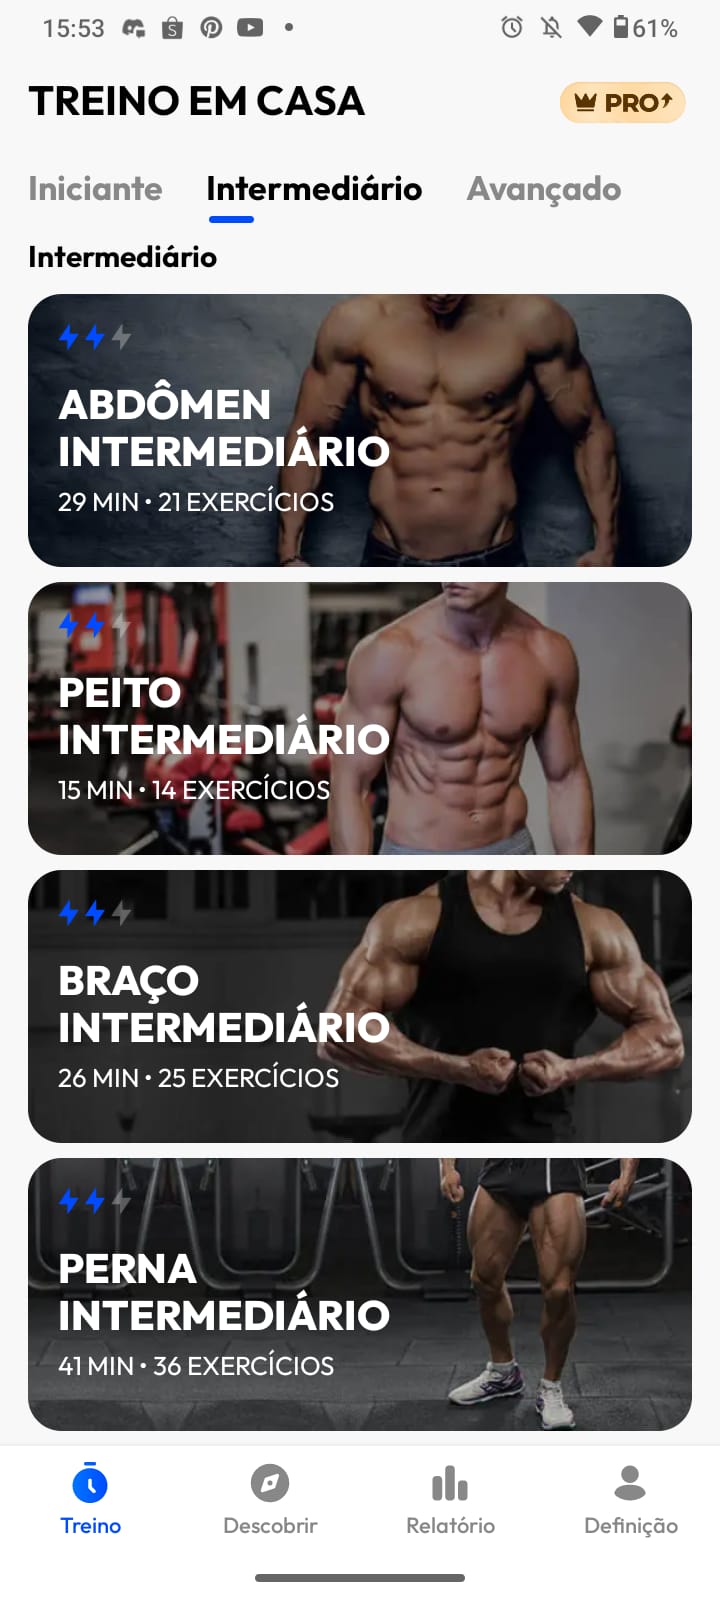 15:53
61%
TREINO EM CASA
PRO
Iniciante Intermediário Avançado
Intermediário
ABDÔMEN
INTERMEDIÁRIO
29 MIN • 21 EXERCÍCIOS
PEITO
INTERMEDIÁRIO
15 MIN • 14 EXERCÍCIOS
BRAÇO
INTERMEDIÁRIO
26 MIN • 25 EXERCÍCIOS
PERNA
INTERMEDIÁRIO
41 MIN • 36 EXERCÍCIOS
Treino Descobrir Relatório Definição